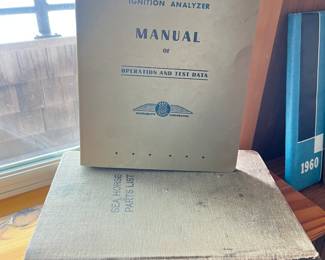 IGNITION ANALYZER
MANUAL
OF
OPERATION AND TEST DATA
SEA HORSE
PARTS LIST
1960